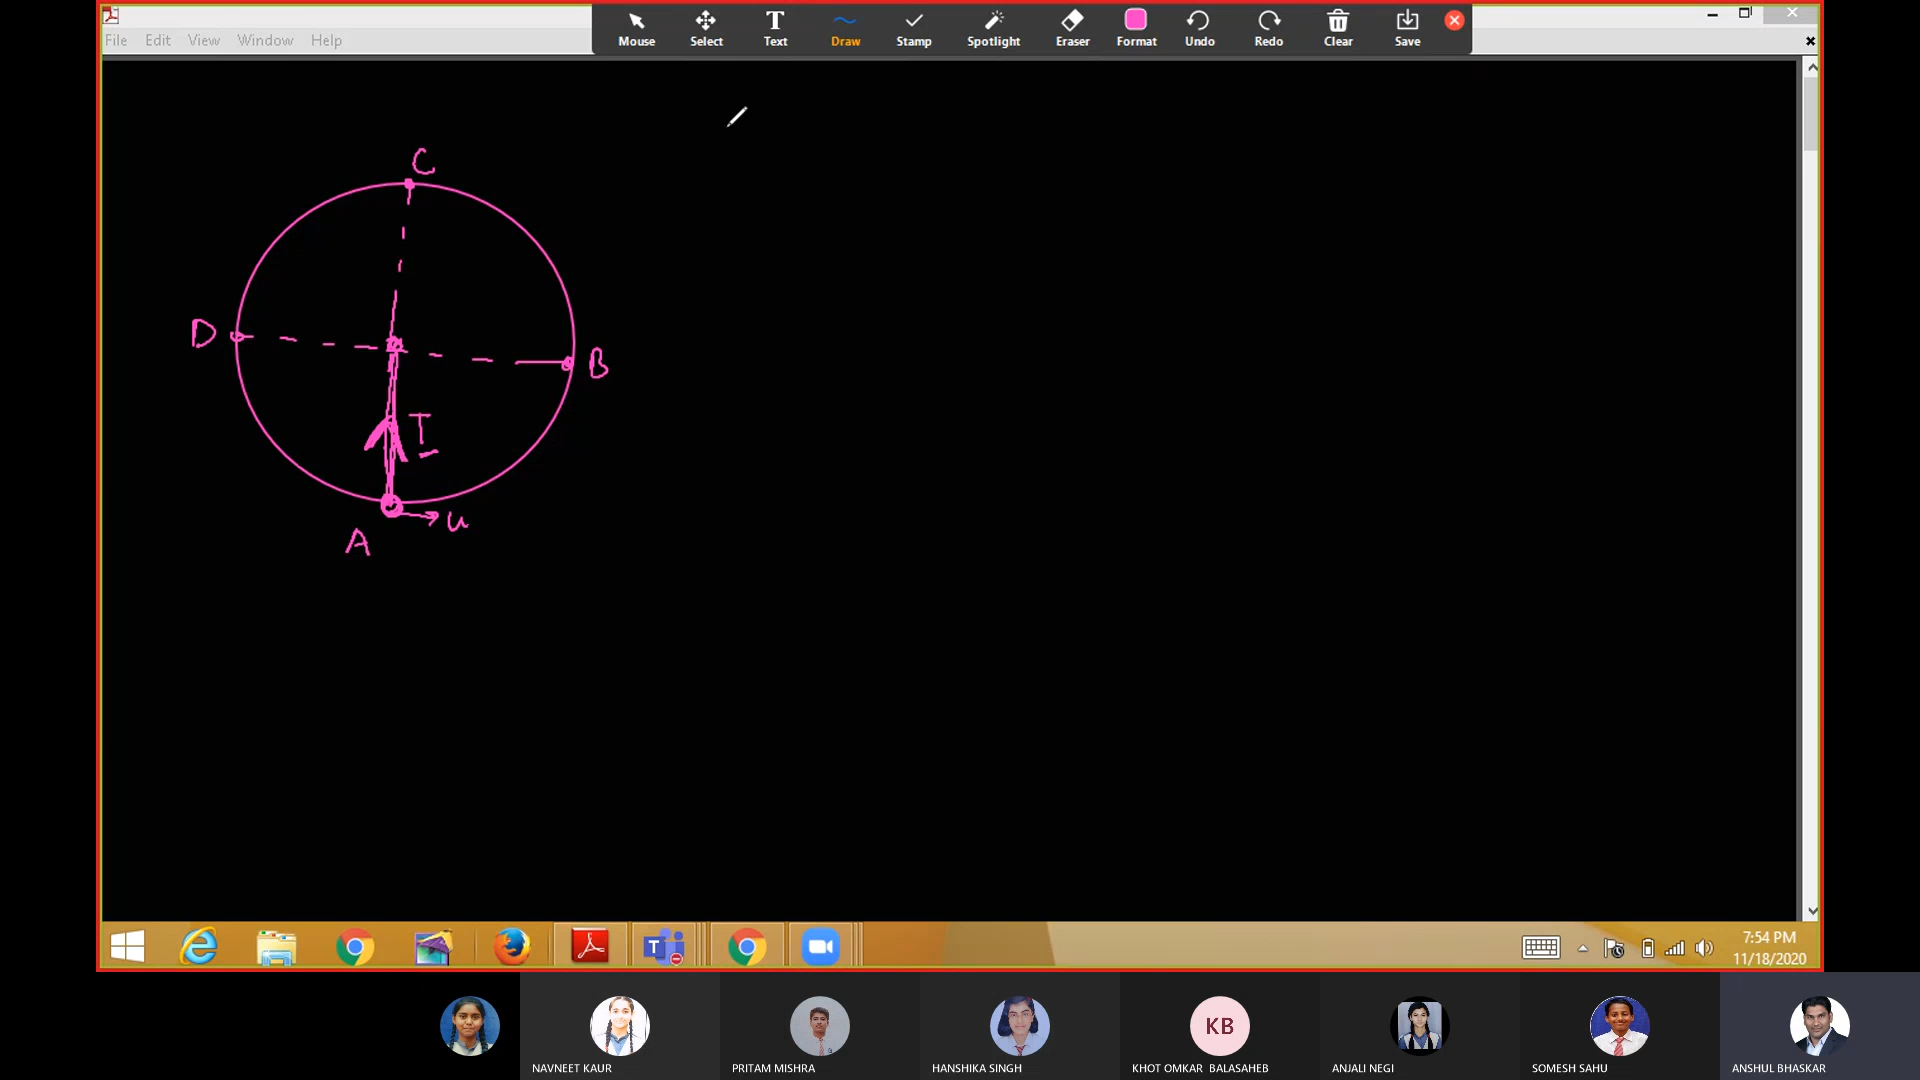 Mouse Select Text Draw Stamp Spotlight Eraser Format Undo Redo Clear Save
File Edit View Window Help
C
D
B
T
u
A
7:54 PM
11/18/2020
KB
NAVNEET KAUR PRITAM MISHRA HANSHIKA SINGH KHOT OMKAR BALASAHEB ANJALI NEGI SOMESH SAHU ANSHUL BHASKAR